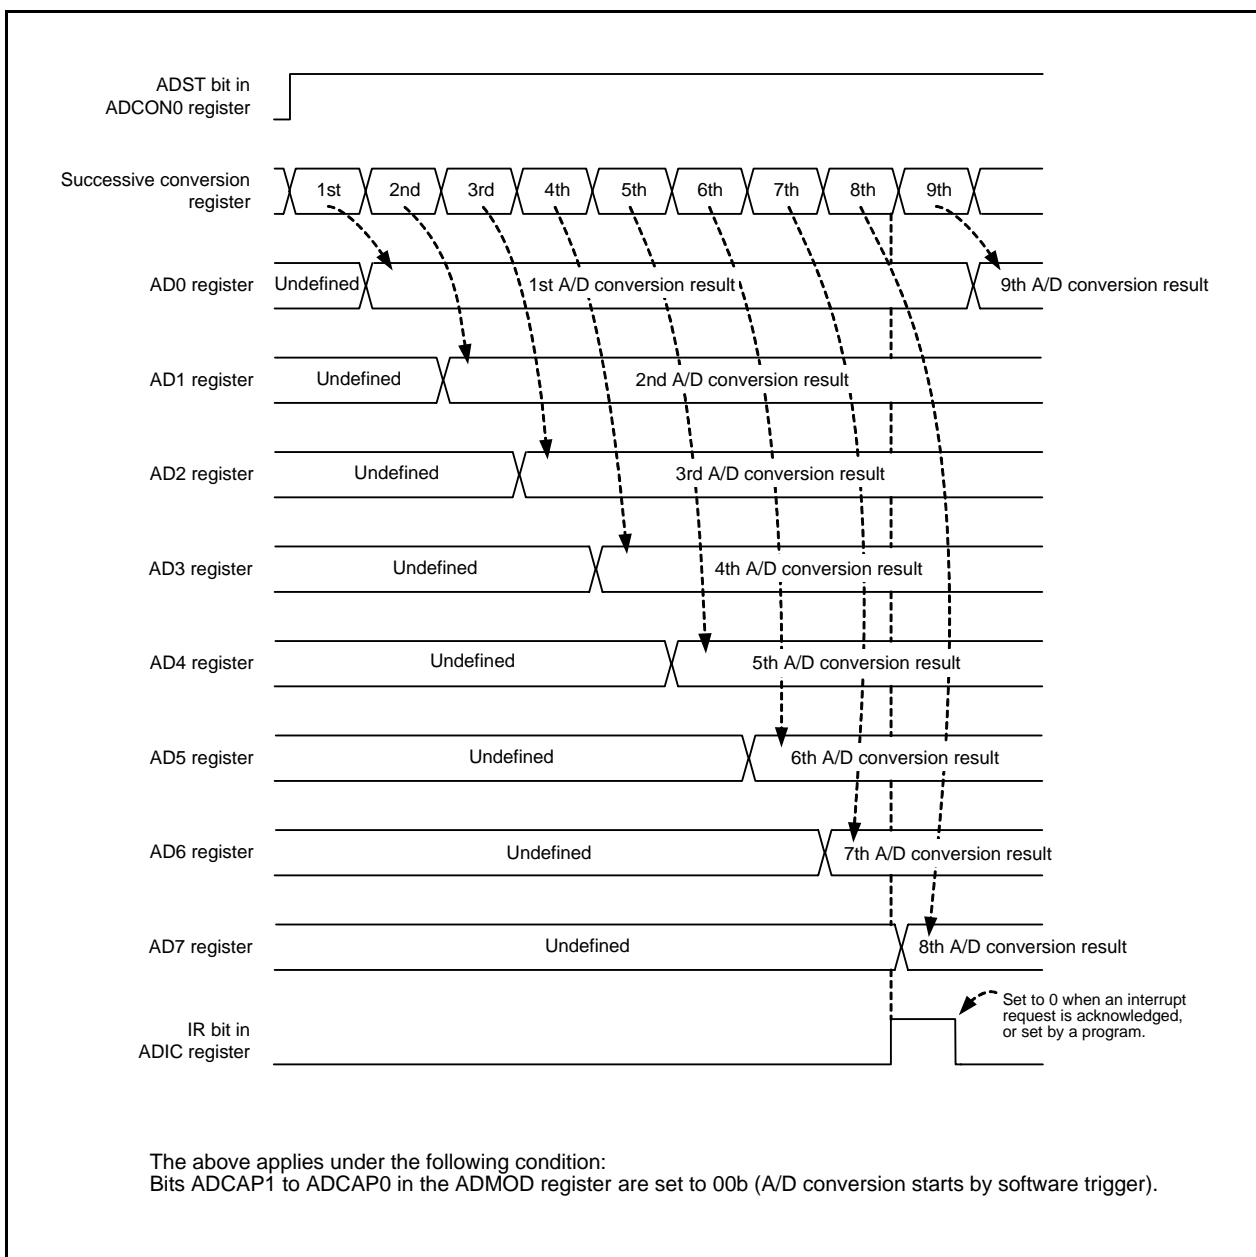 ADST bit in
ADCON0 register
Successive conversion
register
1st 2nd 3rd 4th 5th 6th 7th 8th 9th
AD0 register
Undefined
1st A/D conversion result
9th A/D conversion result
AD1 register
Undefined
2nd A/D conversion result
AD2 register
Undefined
3rd A/D conversion result
AD3 register
Undefined
4th A/D conversion result
AD4 register
Undefined
5th A/D conversion result
AD5 register
Undefined
6th A/D conversion result
AD6 register
Undefined
7th A/D conversion result
AD7 register
Undefined
8th A/D conversion result
IR bit in
ADIC register
Set to 0 when an interrupt
request is acknowledged,
or set by a program.
The above applies under the following condition:
Bits ADCAP1 to ADCAP0 in the ADMOD register are set to 00b (A/D conversion starts by software trigger).